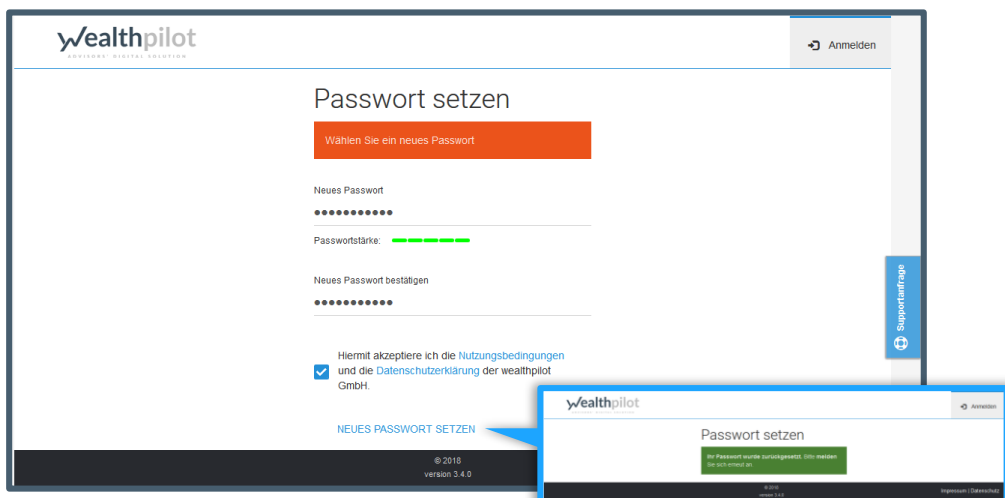 wealthpilot
ADVISORS' DIGITAL SOLUTION
Anmelden
Passwort setzen
Wählen Sie ein neues Passwort
Neues Passwort
Passwortstärke:
Neues Passwort bestätigen
Hiermit akzeptiere ich die Nutzungsbedingungen
und die Datenschutzerklärung der wealthpilot
GmbH.
NEUES PASSWORT SETZEN
© 2018
version 3.4.0
Supportanfrage
wealthpilot
Anmelden
Passwort setzen
Ihr Passwort wurde zurückgesetzt. Bitte melden
Sie sich erneut an
© 2018
version 3.4.0
Impressum | Datenschutz